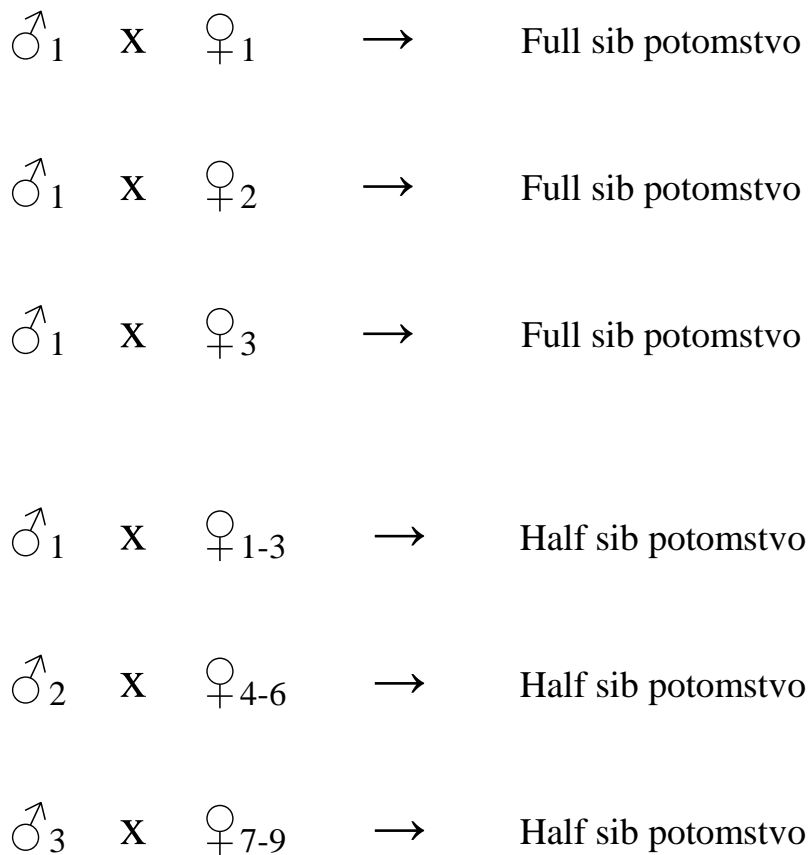 ♂1 x ♀1 → Full sib potomstvo
♂1 x ♀2 → Full sib potomstvo
♂1 x ♀3 → Full sib potomstvo
♂1 x ♀1-3 → Half sib potomstvo
♂2 x ♀4-6 → Half sib potomstvo
♂3 x ♀7-9 → Half sib potomstvo